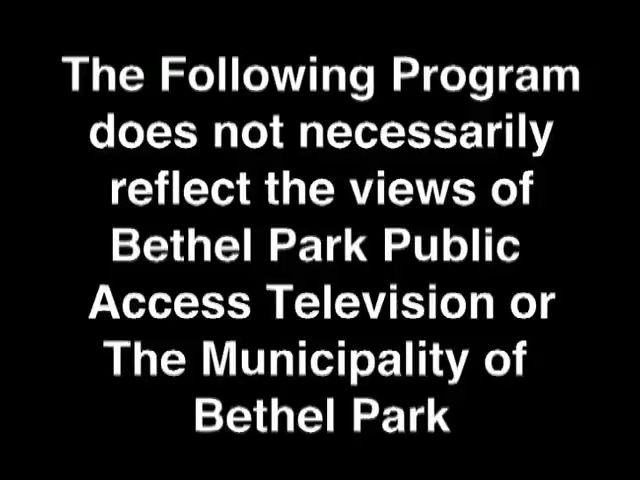 The Following Program
does not necessarily
reflect the views of
Bethel Park Public
Access Television or
The Municipality of
Bethel Park